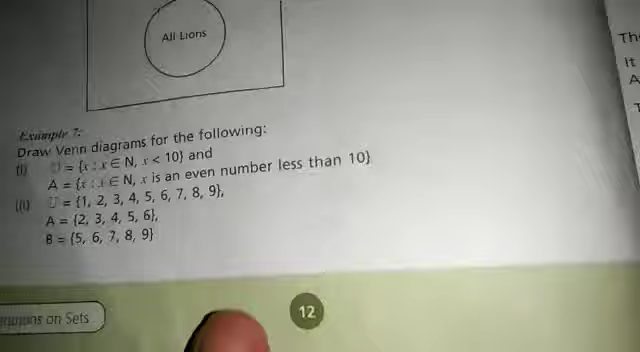 All Lions
Example 7:
Draw Venn diagrams for the following:
(i) U = {x : x ∈ N, x < 10} and
A = {x : x ∈ N, x is an even number less than 10}
(ii) U = {1, 2, 3, 4, 5, 6, 7, 8, 9},
A = {2, 3, 4, 5, 6},
B = {5, 6, 7, 8, 9}
on Sets
12
It
A